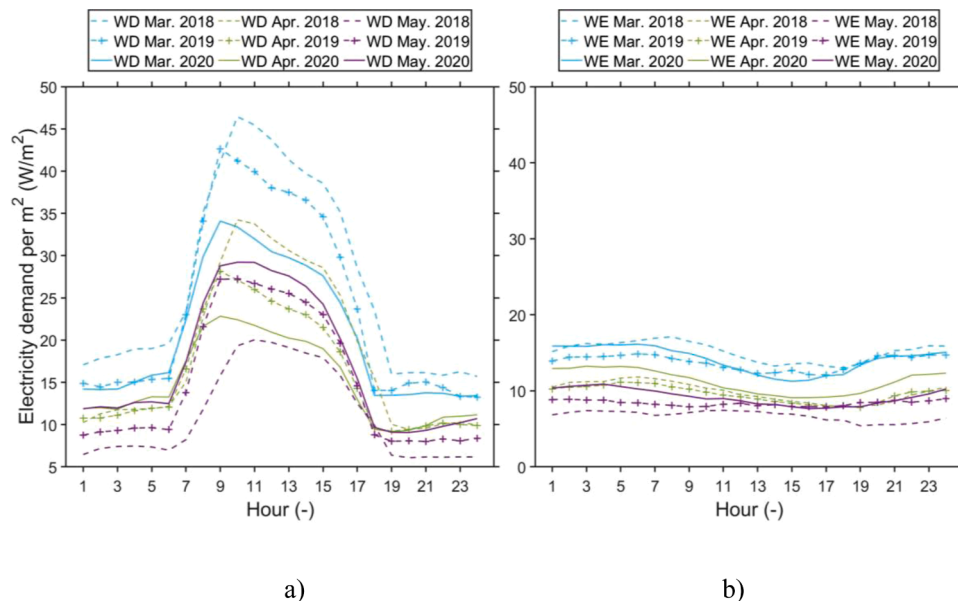 WD Mar. 2018 WD Apr. 2018 WD May. 2018
WD Mar. 2019 WD Apr. 2019 WD May. 2019
WD Mar. 2020 WD Apr. 2020 WD May. 2020
WE Mar. 2018 WE Apr. 2018 WE May. 2018
WE Mar. 2019 WE Apr. 2019 WE May. 2019
WE Mar. 2020 WE Apr. 2020 WE May. 2020
Electricity demand per m² (W/m²)
50
45
40
35
30
25
20
15
10
5
1 3 5 7 9 11 13 15 17 19 21 23
Hour (-)
a)
50
40
30
20
10
0
1 3 5 7 9 11 13 15 17 19 21 23
Hour (-)
b)